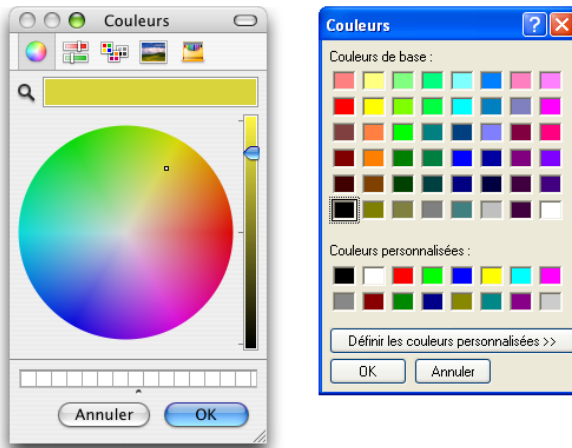 Couleurs
Annuler
OK
Couleurs
Couleurs de base :
Couleurs personnalisées :
Définir les couleurs personnalisées >>
OK
Annuler